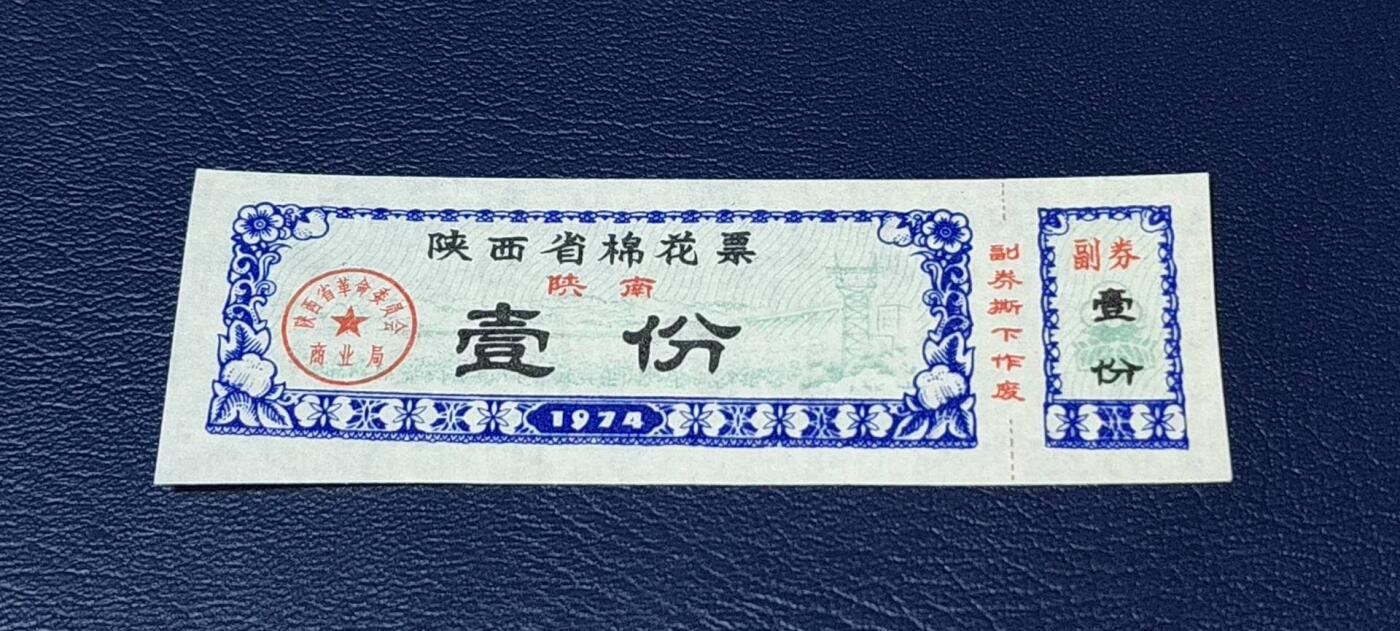 陕西省棉花票
陕南
壹份
陕西省革命委员会
商业局
1974
副券撕下作废
副券
壹份